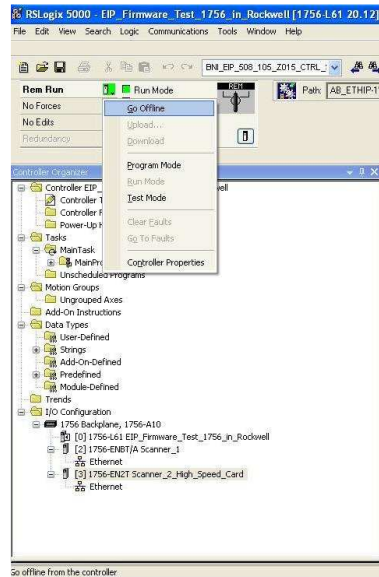 RSLogix 5000 - EIP_Firmware_Test_1756_in_Rockwell [1756-L61 20.12]
File Edit View Search Logic Communications Tools Window Help
BNI_EIP_508_105_Z015_CTRL_
Rem Run
Run Mode
REM
Path: AB_ETHIP-1
No Forces
Go Offline
No Edits
Upload...
Redundancy
Download
Program Mode
Run Mode
Test Mode
Clear Faults
Go To Faults
Controller Properties
Controller Organizer
Controller EIP_
Controller T
Controller F
Power-Up H
Tasks
MainTask
MainPro
Unscheduled Programs
Motion Groups
Ungrouped Axes
Add-On Instructions
Data Types
User-Defined
Strings
Add-On-Defined
Predefined
Module-Defined
Trends
I/O Configuration
1756 Backplane, 1756-A10
[0] 1756-L61 EIP_Firmware_Test_1756_in_Rockwell
[2] 1756-ENBT/A Scanner_1
Ethernet
[3] 1756-EN2T Scanner_2_High_Speed_Card
Ethernet
Go offline from the controller